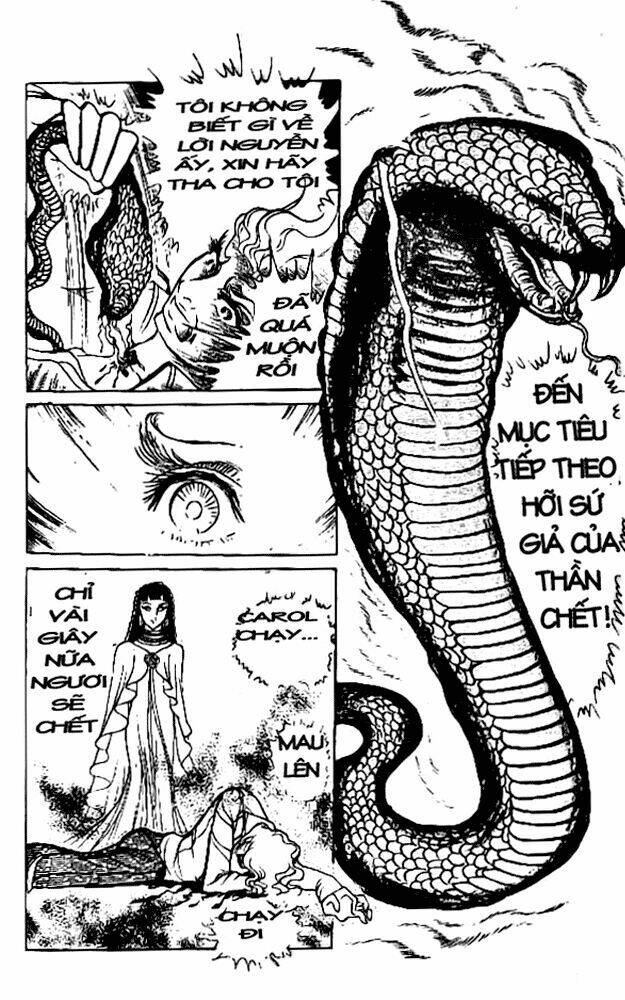 TÔI KHÔNG
BIẾT GÌ VỀ
LỜI NGUYỀN
ẤY, XIN HÃY
THA CHO TÔI
ĐÃ
QUÁ
MUỘN
RỒI
ĐẾN
MỤC TIÊU
TIẾP THEO
HỠI SỨ
GIẢ CỦA
THẦN
CHẾT!
CHỈ
VÀI
GIÂY
NỮA
NGƯƠI
SẼ
CHẾT
CAROL
CHẠY...
MAU
LÊN
CHẠY
ĐI